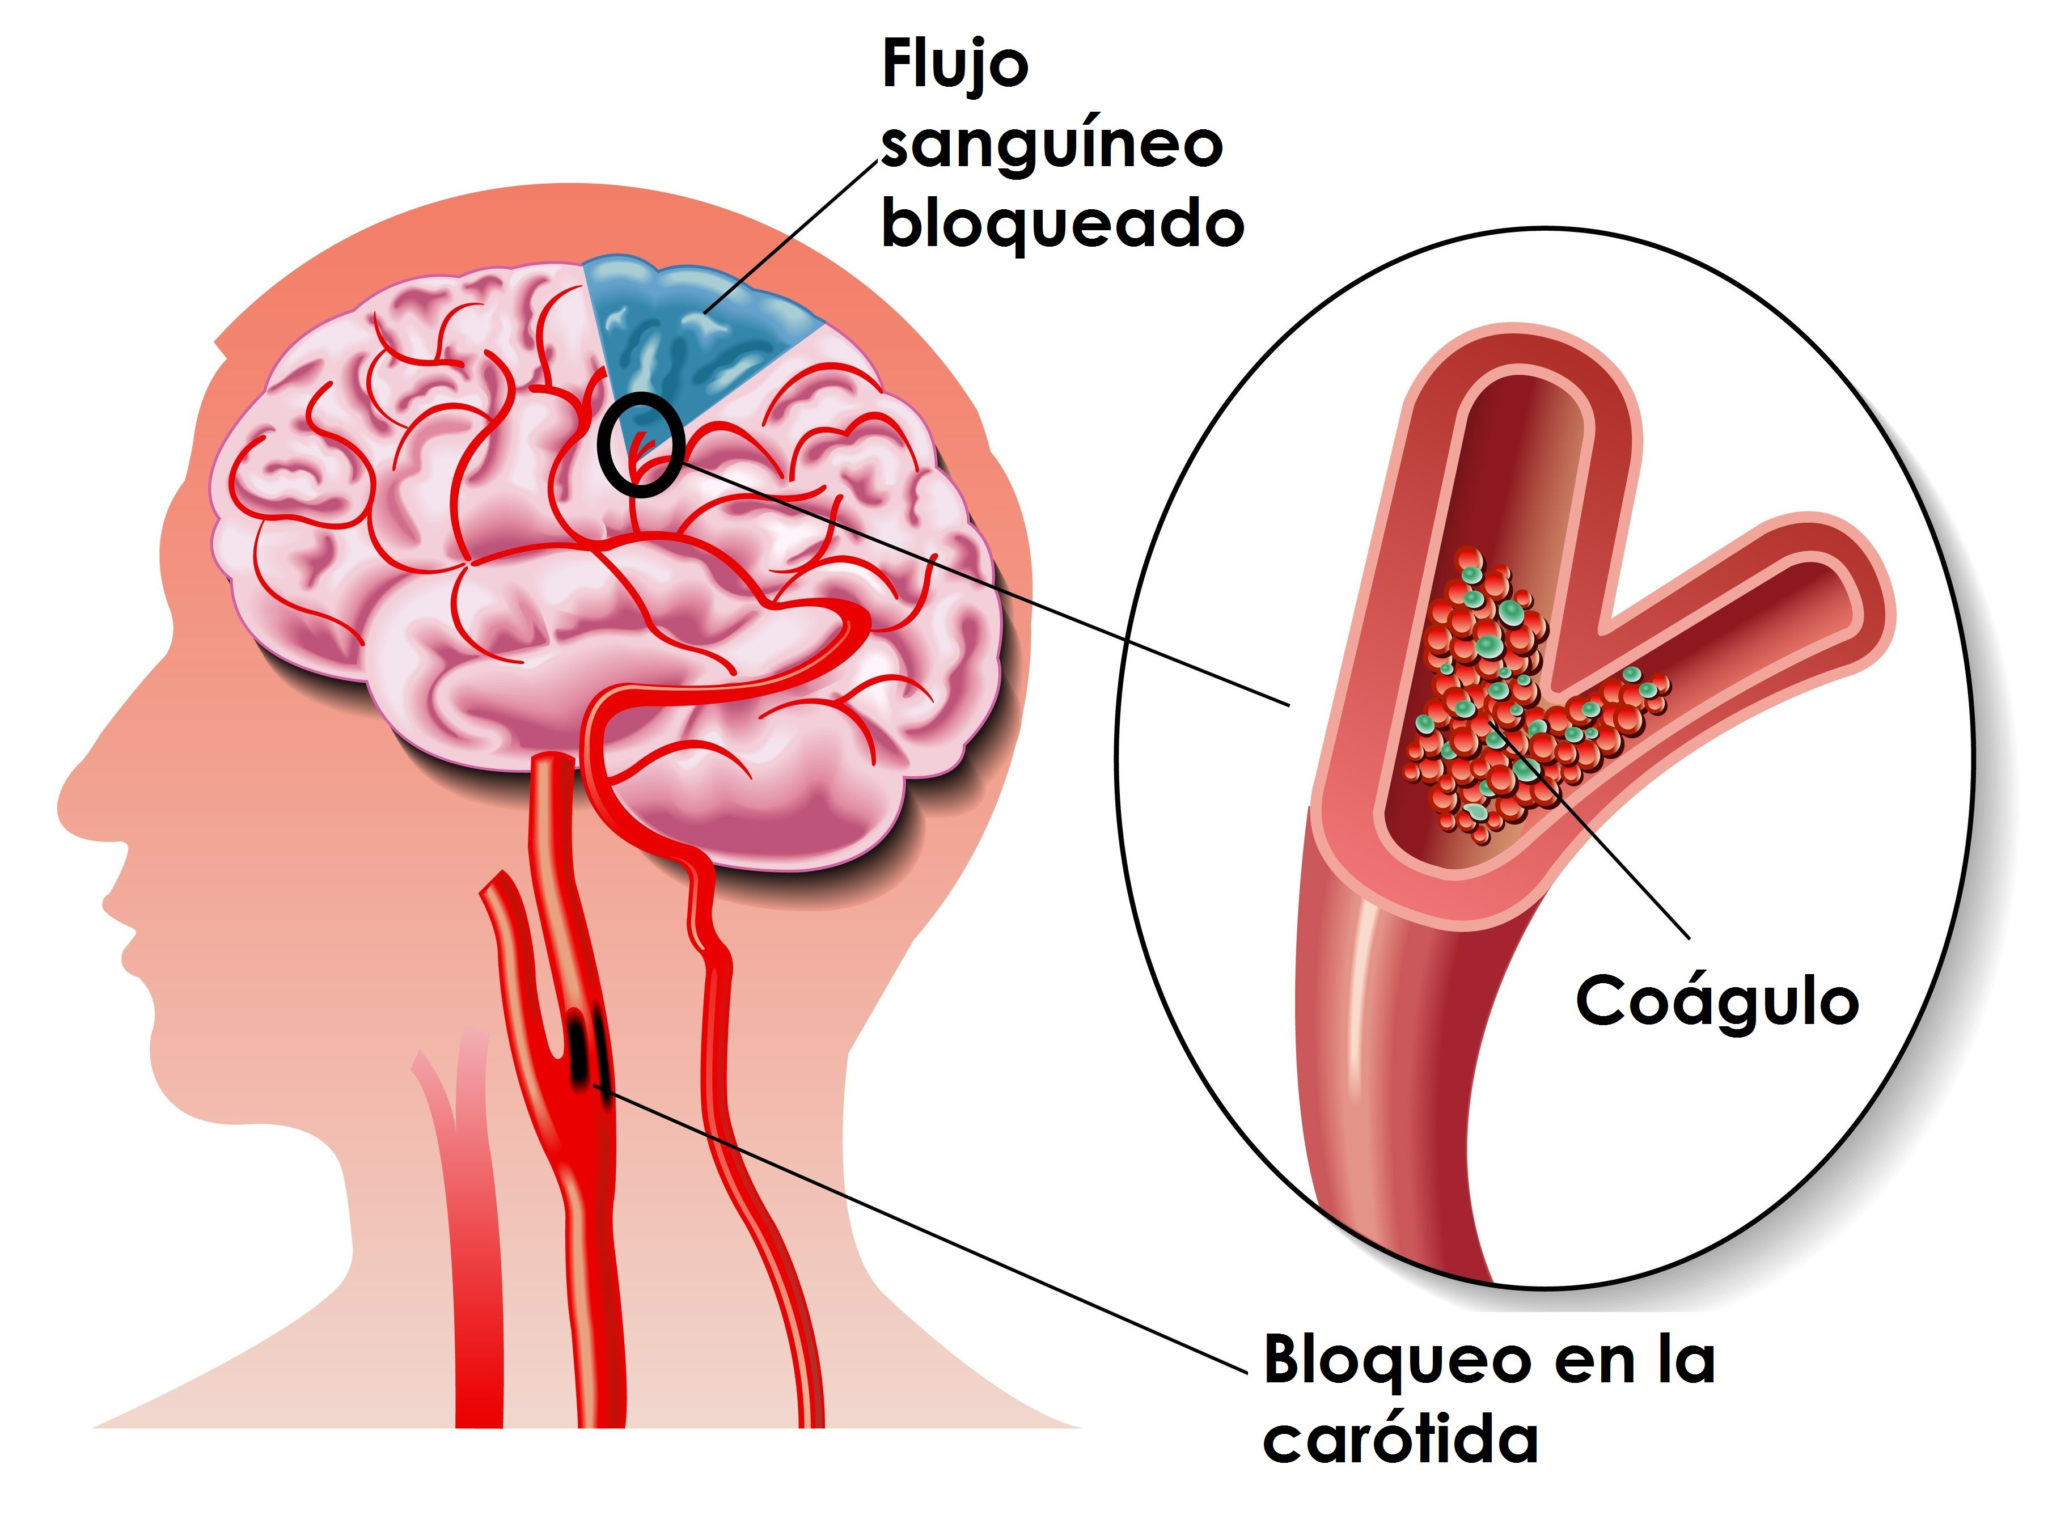 Flujo
sanguíneo
bloqueado
Coágulo
Bloqueo en la
carótida